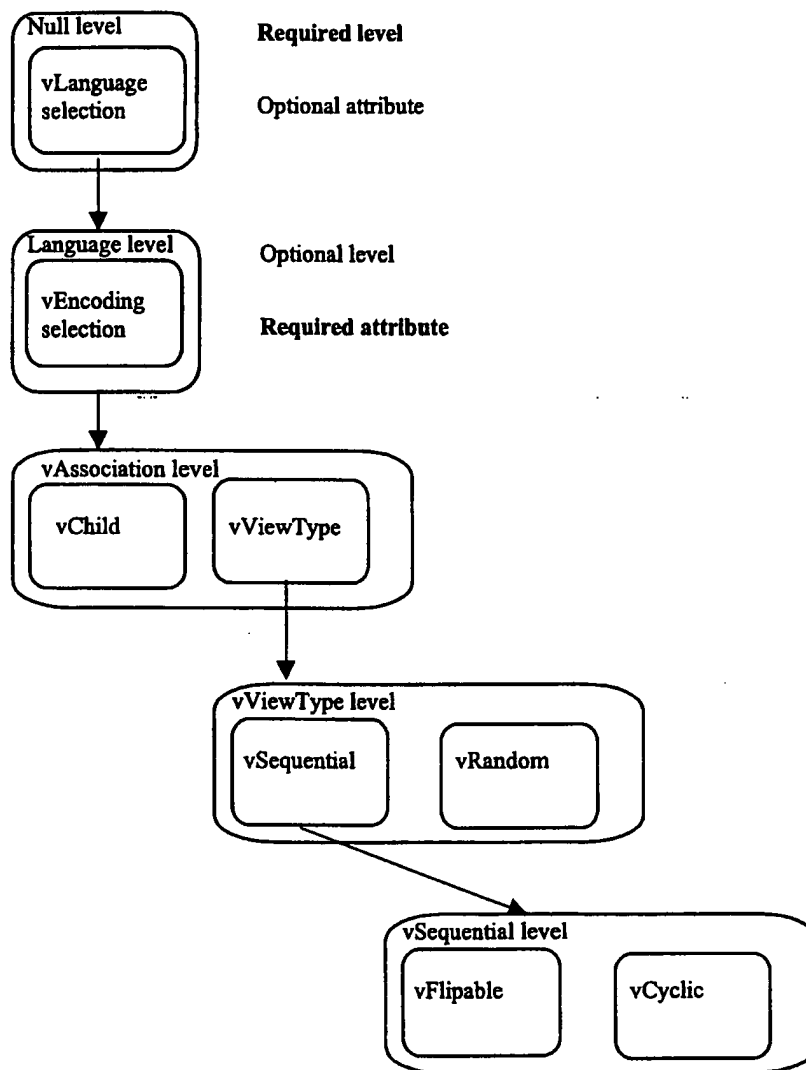 Null level
Required level
vLanguage
selection
Optional attribute
Language level
Optional level
vEncoding
selection
Required attribute
vAssociation level
vChild
vViewType
vViewType level
vSequential
vRandom
vSequential level
vFlipable
vCyclic